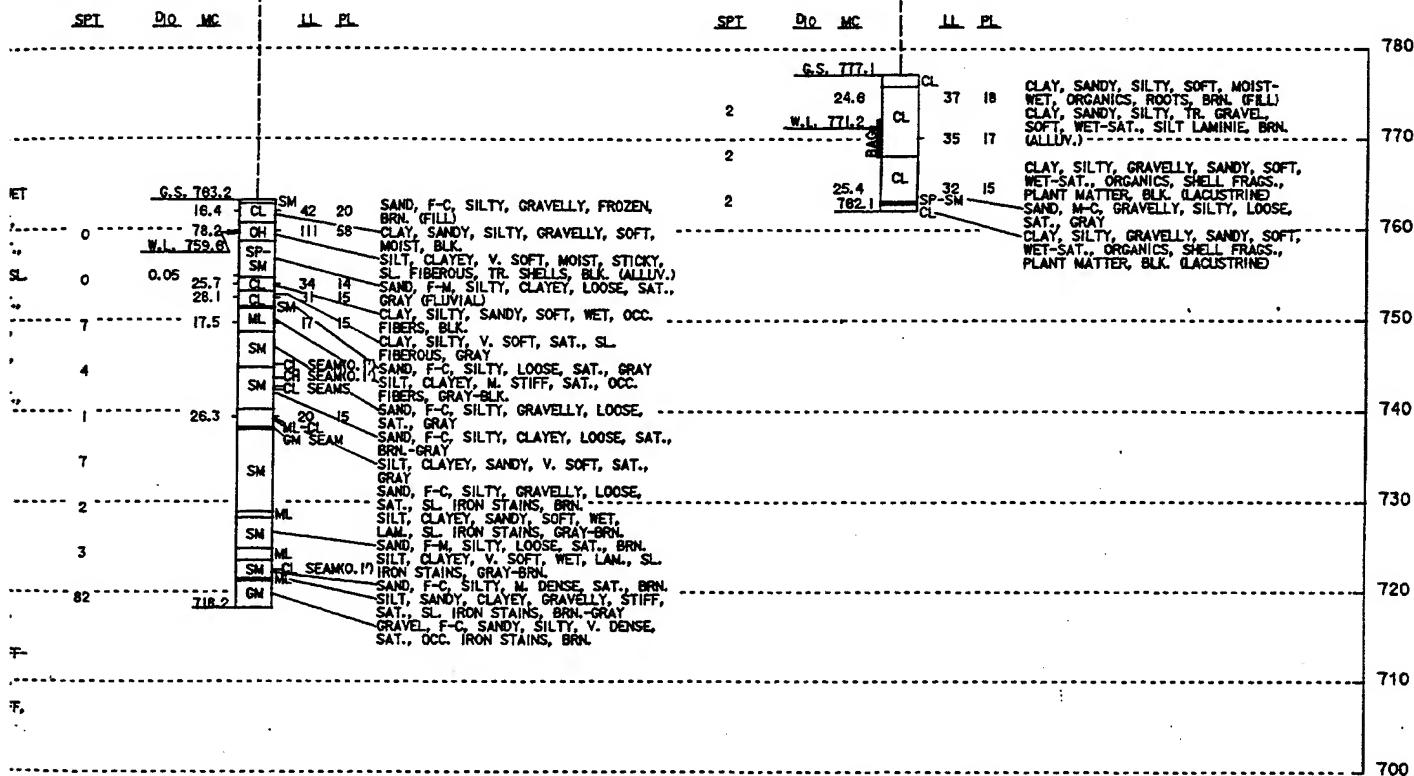 SPT D10 MC LL PL
SPT D10 MC LL PL
780
G.S. 777.1
CL
24.6
CL
37 18
2
W.L. 771.2
BAG
35 17
770
2
CL
25.4
32 15
2
762.1
SP-SM
CL
CLAY, SANDY, SILTY, SOFT, MOIST-
WET, ORGANICS, ROOTS, BRN. (FILL)
CLAY, SANDY, SILTY, TR. GRAVEL,
SOFT, WET-SAT., SILT LAMINIE, BRN.
(ALLUV.)
CLAY, SILTY, GRAVELLY, SANDY, SOFT,
WET-SAT., ORGANICS, SHELL FRAGS.,
PLANT MATTER, BLK. (LACUSTRINE)
SAND, M-C, GRAVELLY, SILTY, LOOSE,
SAT., GRAY
CLAY, SILTY, GRAVELLY, SANDY, SOFT,
WET-SAT., ORGANICS, SHELL FRAGS.,
PLANT MATTER, BLK. (LACUSTRINE)
760
750
740
730
720
710
700
G.S. 763.2
SM
16.4 CL 42 20
0
78.2 OH 111 58
W.L. 759.6
SP-
SM
SL
0 0.05
25.7 CL 34 14
28.1 CL 31 15
SM
7
17.5 ML 17 15
SM
4
CL SEAM(0.1')
CH SEAM(0.1')
SM
CL SEAMS
1
26.3
20 15
ML-CL
GM SEAM
7
SM
2
ML
SM
3
ML
SM
CL SEAM(0.1')
ML
82
GM
718.2
SAND, F-C, SILTY, GRAVELLY, FROZEN,
BRN. (FILL)
CLAY, SANDY, SILTY, GRAVELLY, SOFT,
MOIST, BLK.
SILT, CLAYEY, V. SOFT, MOIST, STICKY,
SL. FIBEROUS, TR. SHELLS, BLK. (ALLUV.)
SAND, F-M, SILTY, CLAYEY, LOOSE, SAT.,
GRAY (FLUVIAL)
CLAY, SILTY, SANDY, SOFT, WET, OCC.
FIBERS, BLK.
CLAY, SILTY, V. SOFT, SAT., SL.
FIBEROUS, GRAY
SAND, F-C, SILTY, LOOSE, SAT., GRAY
SILT, CLAYEY, M. STIFF, SAT., OCC.
FIBERS, GRAY-BLK.
SAND, F-C, SILTY, GRAVELLY, LOOSE,
SAT., GRAY
SAND, F-C, SILTY, CLAYEY, LOOSE, SAT.,
BRN.-GRAY
SILT, CLAYEY, SANDY, V. SOFT, SAT.,
GRAY
SAND, F-C, SILTY, GRAVELLY, LOOSE,
SAT., SL. IRON STAINS, BRN.
SILT, CLAYEY, SANDY, SOFT, WET,
LAM., SL. IRON STAINS, GRAY-BRN.
SAND, F-M, SILTY, LOOSE, SAT., BRN.
SILT, CLAYEY, V. SOFT, WET, LAM., SL.
IRON STAINS, GRAY-BRN.
SAND, F-C, SILTY, M. DENSE, SAT., BRN.
SILT, SANDY, CLAYEY, GRAVELLY, STIFF,
SAT., SL. IRON STAINS, BRN.-GRAY
GRAVEL, F-C, SANDY, SILTY, V. DENSE,
SAT., OCC. IRON STAINS, BRN.